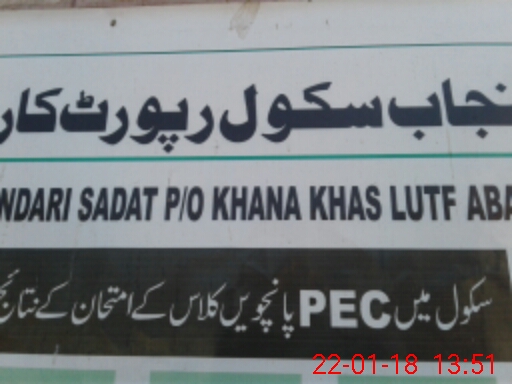 نجاب سکول رپورٹ کار
NDARI SADAT P/O KHANA KHAS LUTF ABA
سکول میں PEC پانچویں کلاس کے امتحان کے نتائج
22-01-18 13:51